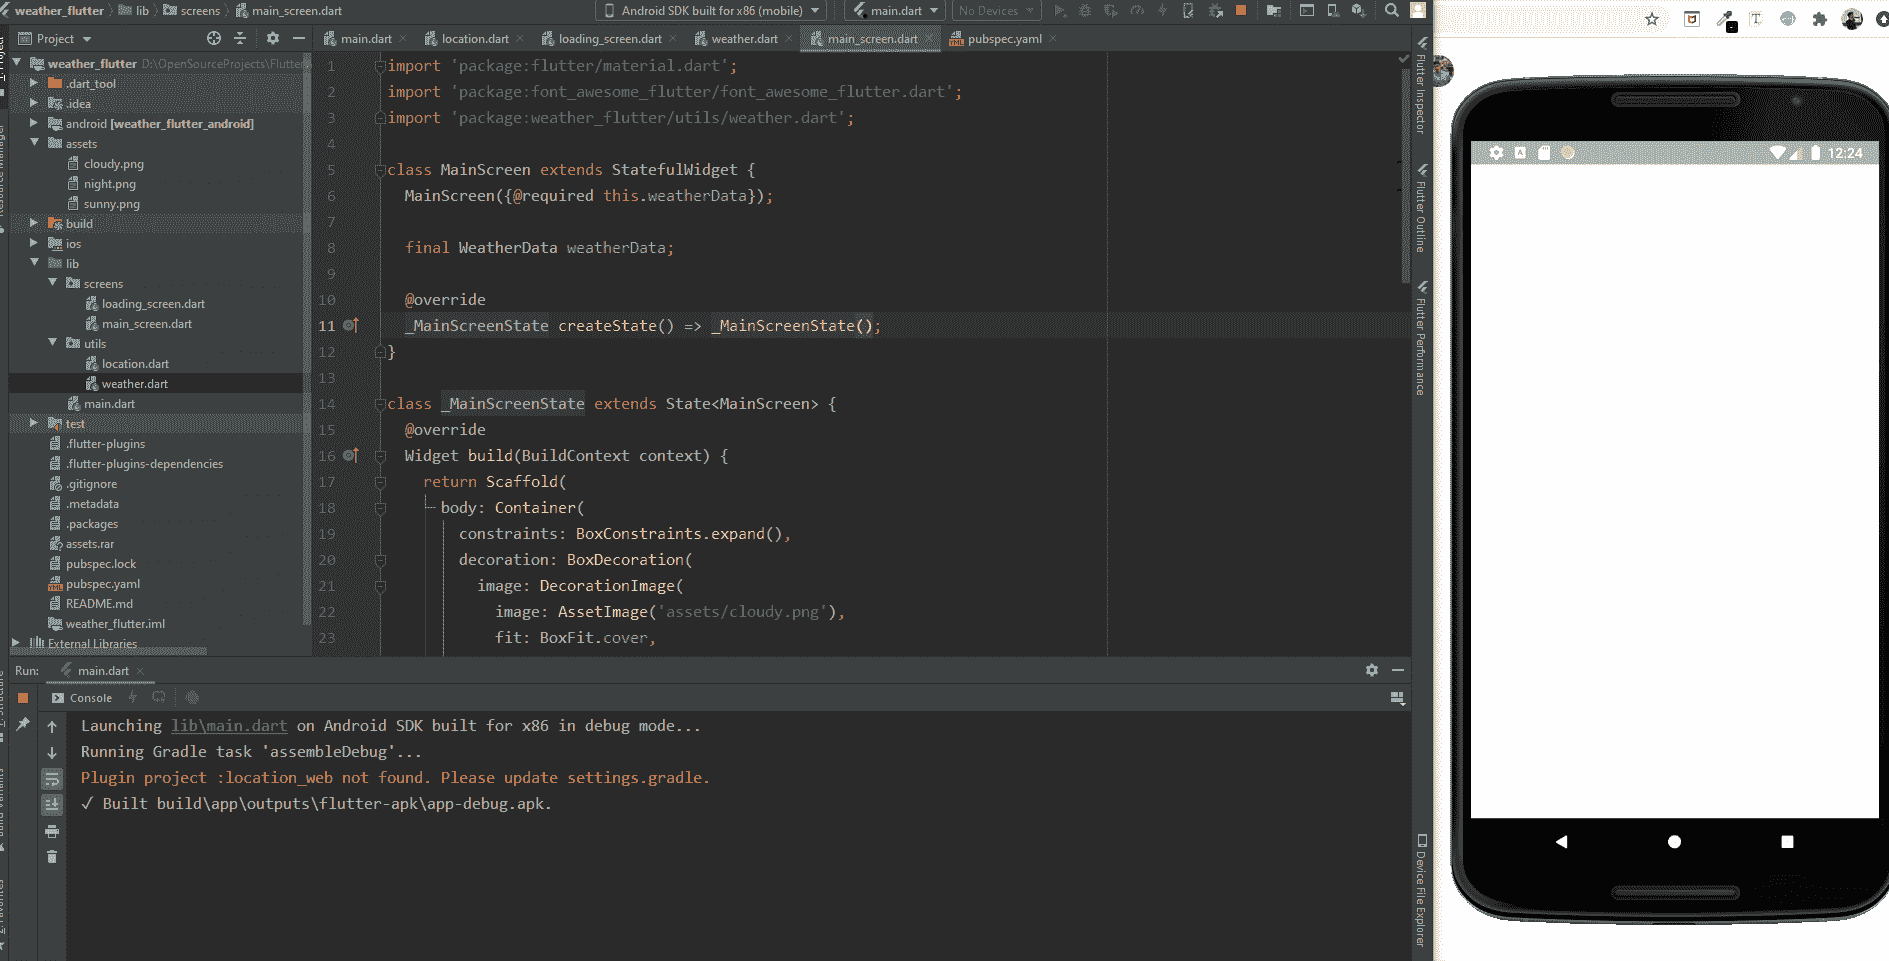 weather_flutter lib screens main_screen.dart
Android SDK built for x86 (mobile) main.dart No Devices
Project
main.dart location.dart loading_screen.dart weather.dart main_screen.dart pubspec.yaml
weather_flutter D:\OpenSourceProjects\Flutter
.dart_tool
.idea
android [weather_flutter_android]
assets
cloudy.png
night.png
sunny.png
build
ios
lib
screens
loading_screen.dart
main_screen.dart
utils
location.dart
weather.dart
main.dart
test
.flutter-plugins
.flutter-plugins-dependencies
.gitignore
.metadata
.packages
assets.rar
pubspec.lock
pubspec.yaml
README.md
weather_flutter.iml
External Libraries
1 import 'package:flutter/material.dart';
2 import 'package:font_awesome_flutter/font_awesome_flutter.dart';
3 import 'package:weather_flutter/utils/weather.dart';
4
5 class MainScreen extends StatefulWidget {
6 MainScreen({@required this.weatherData});
7
8 final WeatherData weatherData;
9
10 @override
11 _MainScreenState createState() => _MainScreenState();
12 }
13
14 class _MainScreenState extends State<MainScreen> {
15 @override
16 Widget build(BuildContext context) {
17 return Scaffold(
18 body: Container(
19 constraints: BoxConstraints.expand(),
20 decoration: BoxDecoration(
21 image: DecorationImage(
22 image: AssetImage('assets/cloudy.png'),
23 fit: BoxFit.cover,
Flutter Inspector
Flutter Outline
Flutter Performance
Device File Explorer
12:24
Run: main.dart
Console
Launching lib\main.dart on Android SDK built for x86 in debug mode...
Running Gradle task 'assembleDebug'...
Plugin project :location_web not found. Please update settings.gradle.
✓ Built build\app\outputs\flutter-apk\app-debug.apk.